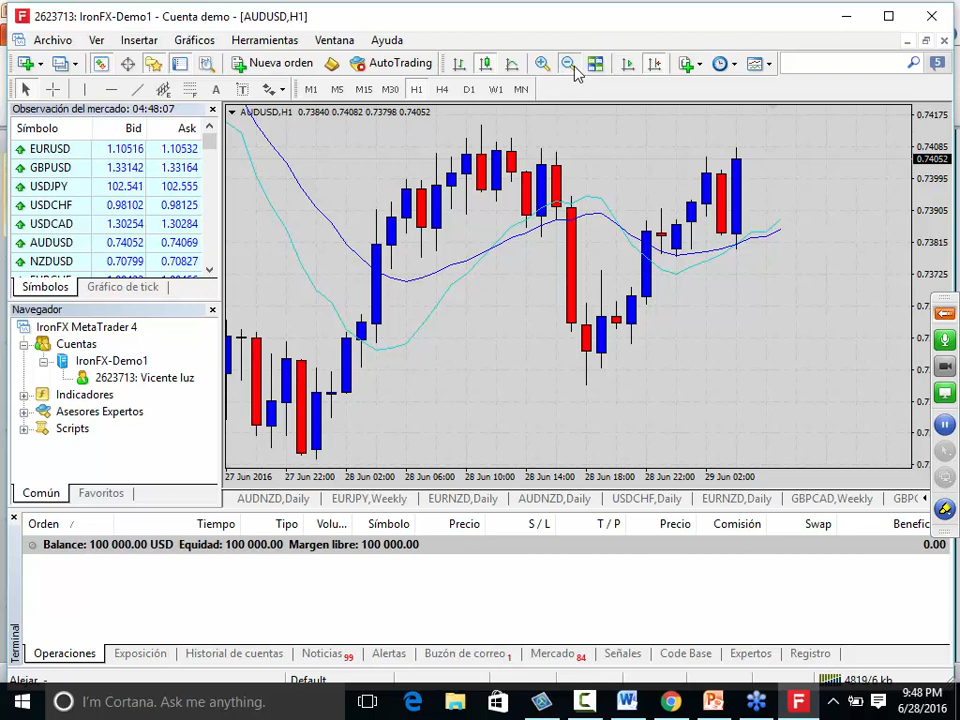 2623713: IronFX-Demo1 - Cuenta demo - [AUDUSD,H1]
Archivo Ver Insertar Gráficos Herramientas Ventana Ayuda
Nueva orden AutoTrading 5
A T M1 M5 M15 M30 H1 H4 D1 W1 MN
Observación del mercado: 04:48:07
Símbolo Bid Ask
EURUSD 1.10516 1.10532
GBPUSD 1.33142 1.33164
USDJPY 102.541 102.555
USDCHF 0.98102 0.98125
USDCAD 1.30254 1.30284
AUDUSD 0.74052 0.74069
NZDUSD 0.70799 0.70827
Símbolos Gráfico de tick
Navegador
IronFX MetaTrader 4
Cuentas
IronFX-Demo1
2623713: Vicente luz
Indicadores
Asesores Expertos
Scripts
Común Favoritos
AUDUSD,H1 0.73840 0.74082 0.73798 0.74052
0.74175
0.74085
0.74052
0.73995
0.73905
0.73815
0.73725
27 Jun 2016 27 Jun 22:00 28 Jun 02:00 28 Jun 06:00 28 Jun 10:00 28 Jun 14:00 28 Jun 18:00 28 Jun 22:00 29 Jun 02:00
AUDNZD,Daily EURJPY,Weekly EURNZD,Daily AUDNZD,Daily USDCHF,Daily EURNZD,Daily GBPCAD,Weekly GBPC
Orden / Tiempo Tipo Volu... Símbolo Precio S / L T / P Precio Comisión Swap Benefic
Balance: 100 000.00 USD Equidad: 100 000.00 Margen libre: 100 000.00 0.00
Terminal
Operaciones Exposición Historial de cuentas Noticias 99 Alertas Buzón de correo 1 Mercado 84 Señales Code Base Expertos Registro
Alejar - Default 4819/6 kb
I'm Cortana. Ask me anything.
9:48 PM
6/28/2016